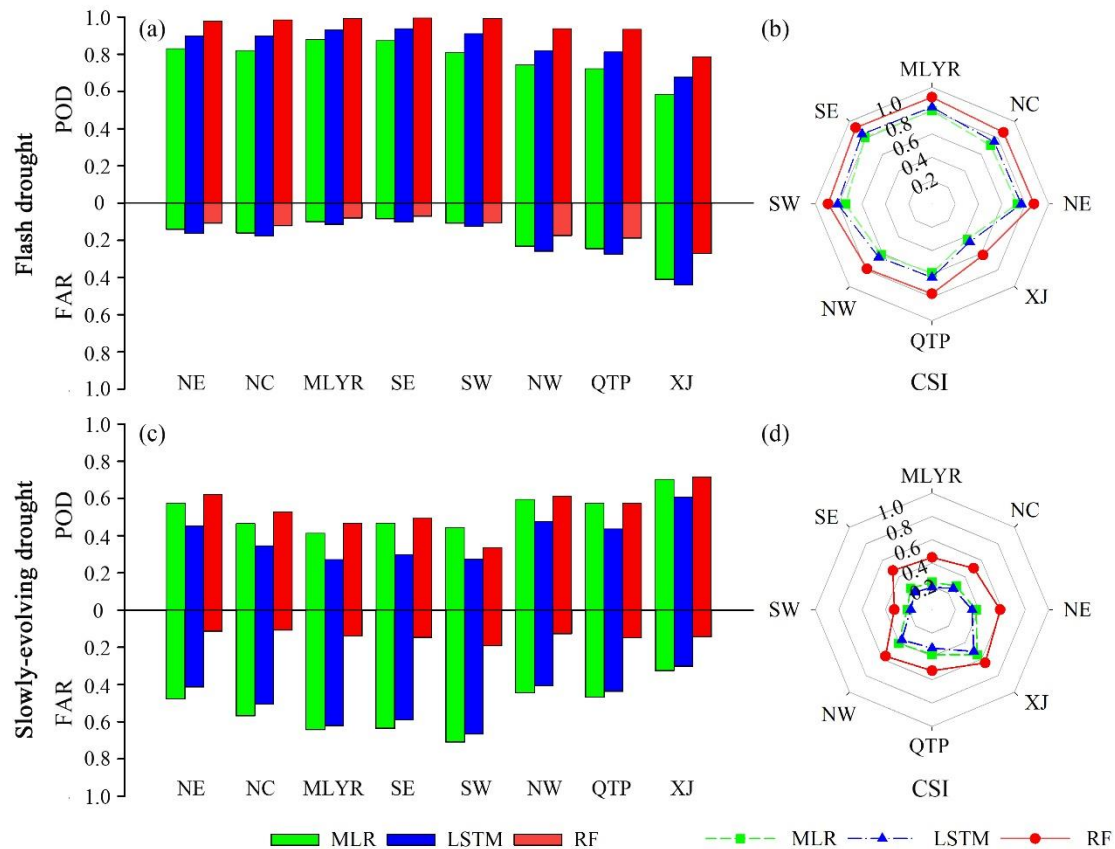 (a)
1.0
0.8
0.6
0.4
0.2
0
0.2
0.4
0.6
0.8
1.0
POD
FAR
Flash drought
NE NC MLYR SE SW NW QTP XJ
(b)
MLYR
NC
NE
XJ
QTP
NW
SW
SE
1.0
0.8
0.6
0.4
0.2
CSI
(c)
1.0
0.8
0.6
0.4
0.2
0
0.2
0.4
0.6
0.8
1.0
POD
FAR
Slowly-evolving drought
NE NC MLYR SE SW NW QTP XJ
(d)
MLYR
NC
NE
XJ
QTP
NW
SW
SE
1.0
0.8
0.6
0.4
0.2
CSI
MLR LSTM RF
MLR LSTM RF